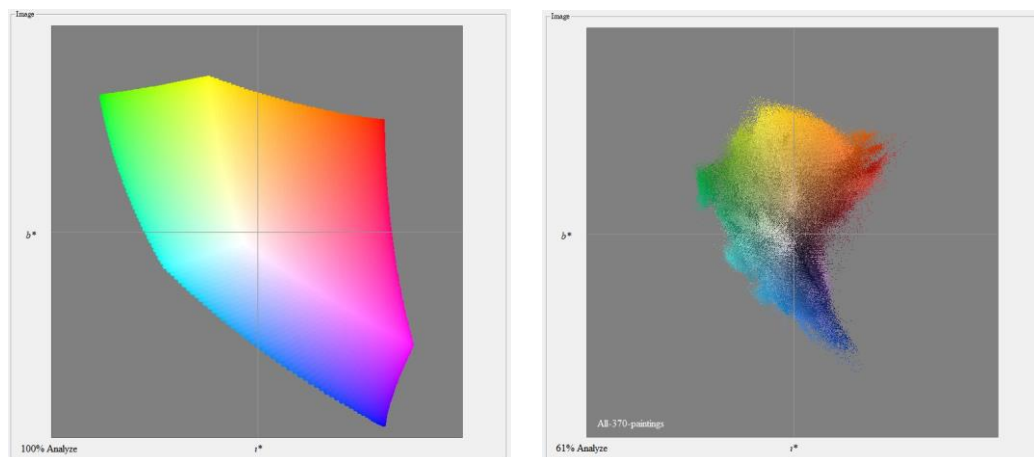 Image
b*
100% Analyze
r*
Image
b*
All-370-paintings
61% Analyze
r*